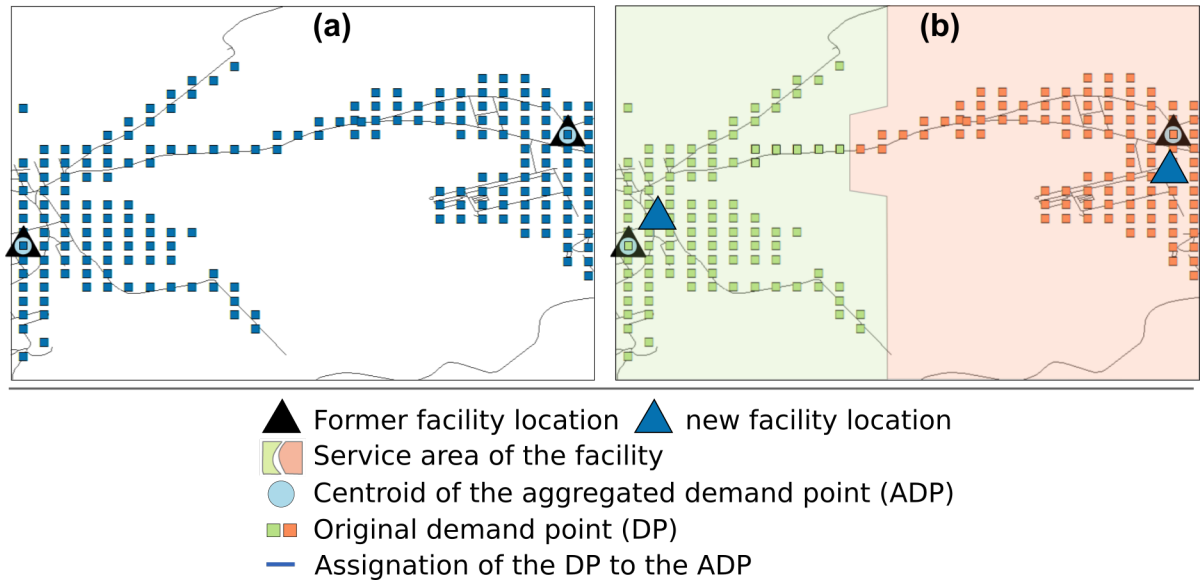 (a) (b)
Former facility location new facility location
Service area of the facility
Centroid of the aggregated demand point (ADP)
Original demand point (DP)
Assignation of the DP to the ADP